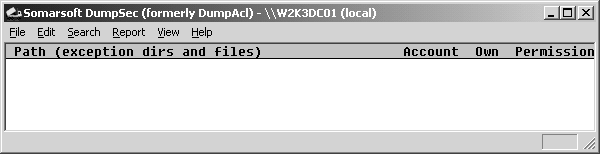 Somarsoft DumpSec (formerly DumpAcl) - \\W2K3DC01 (local)
File Edit Search Report View Help
Path (exception dirs and files) Account Own Permission